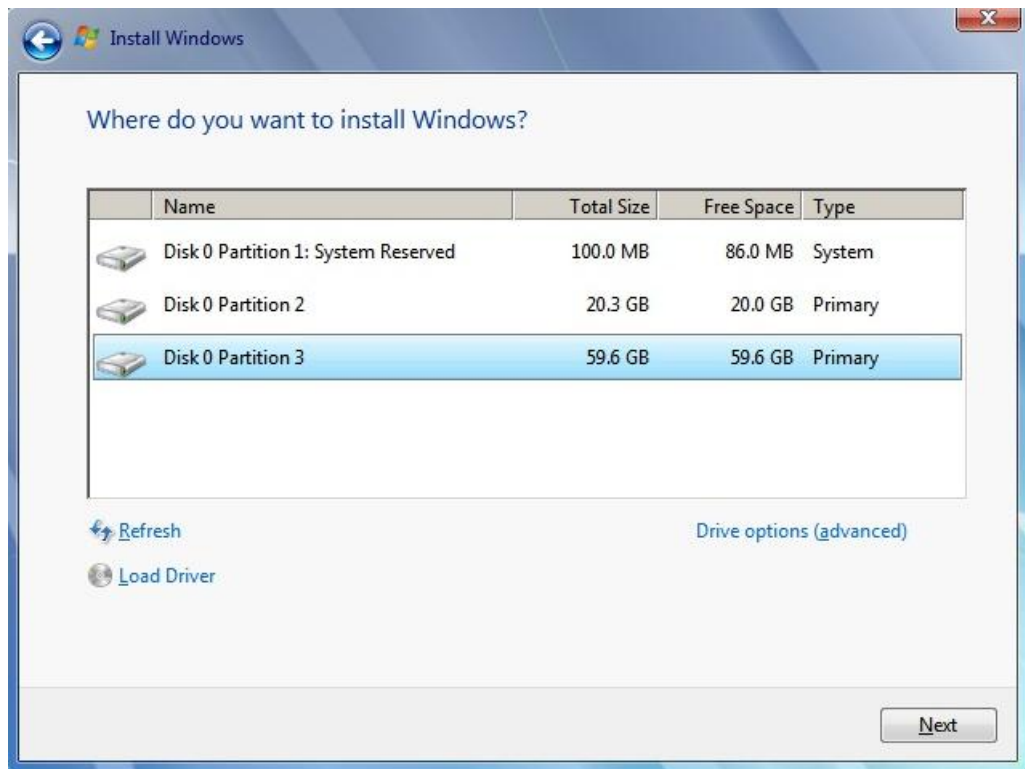 Install Windows
Where do you want to install Windows?
Name Total Size Free Space Type
Disk 0 Partition 1: System Reserved 100.0 MB 86.0 MB System
Disk 0 Partition 2 20.3 GB 20.0 GB Primary
Disk 0 Partition 3 59.6 GB 59.6 GB Primary
Refresh Drive options (advanced)
Load Driver
Next